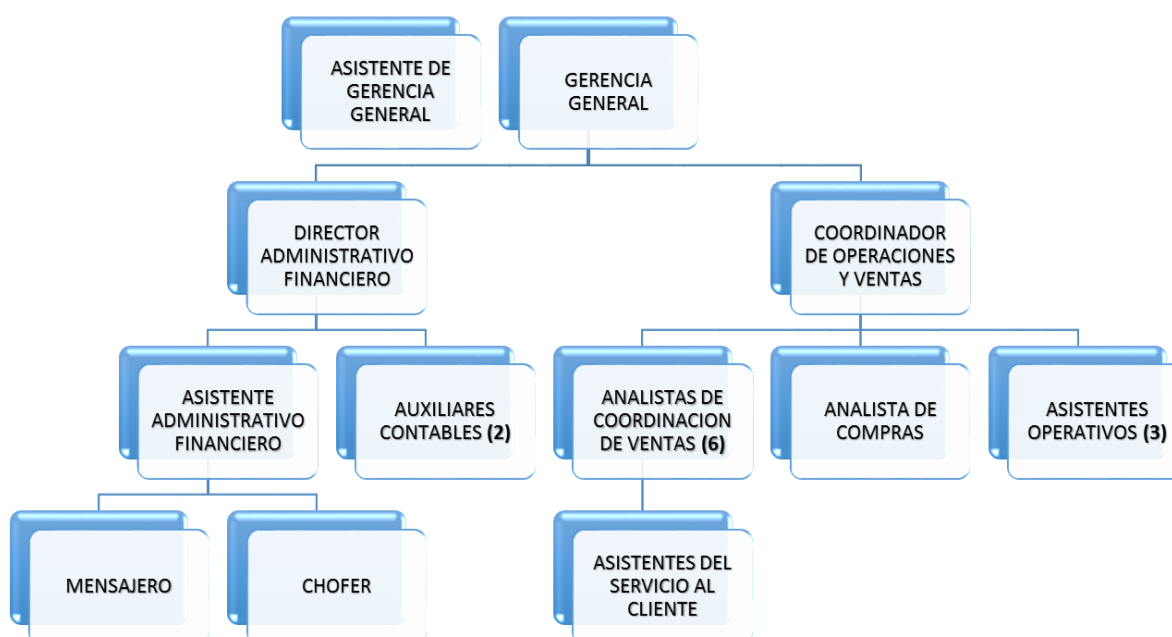 ASISTENTE DE
GERENCIA
GENERAL
GERENCIA
GENERAL
DIRECTOR
ADMINISTRATIVO
FINANCIERO
COORDINADOR
DE OPERACIONES
Y VENTAS
ASISTENTE
ADMINISTRATIVO
FINANCIERO
AUXILIARES
CONTABLES (2)
ANALISTAS DE
COORDINACION
DE VENTAS (6)
ANALISTA DE
COMPRAS
ASISTENTES
OPERATIVOS (3)
MENSAJERO
CHOFER
ASISTENTES DEL
SERVICIO AL
CLIENTE